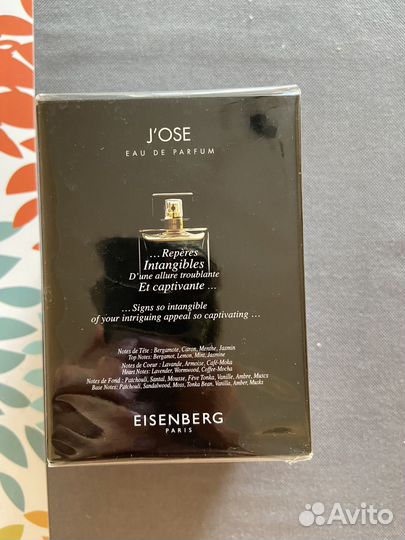 J'OSE
EAU DE PARFUM
... Repères
Intangibles
D'une allure troublante
Et captivante ...
... Signs so intangible
of your intriguing appeal so captivating ...
Notes de Tête : Bergamote, Citron, Menthe, Jasmin
Top Notes: Bergamot, Lemon, Mint, Jasmine
Notes de Coeur : Lavande, Armoise, Café-Moka
Heart Notes: Lavender, Wormwood, Coffee-Mocha
Notes de Fond : Patchouli, Santal, Mousse, Fève Tonka, Vanille, Ambre, Muscs
Base Notes: Patchouli, Sandalwood, Moss, Tonka Bean, Vanilla, Amber, Musks
EISENBERG
PARIS
Avito